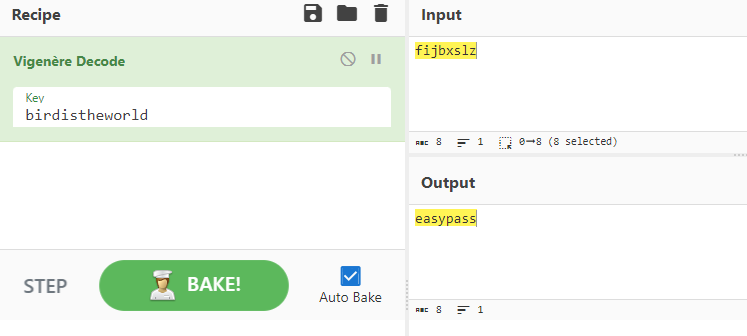 Recipe
Vigenère Decode
Key
birdistheworld
STEP
BAKE!
Auto Bake
Input
fijbxslz
ABC 8 1 0→8 (8 selected)
Output
easypass
ABC 8 1